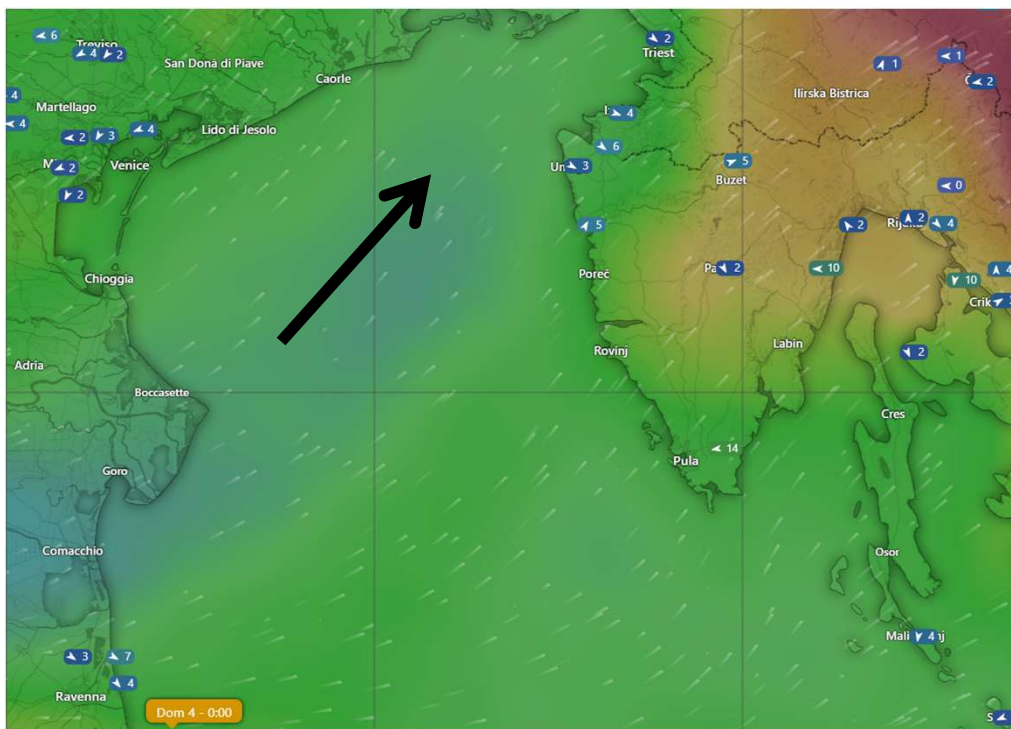 6
Treviso
4
2
San Donà di Piave
Caorle
2
Triest
1
1
2
Ilirska Bistrica
4
Martellago
4
2
3
4
Lido di Jesolo
4
6
2
Venice
3
5
Buzet
2
0
5
2
2
4
Chioggia
Poreč
2
10
10
4
Adria
Rovinj
Labin
2
Boccasette
Cres
14
Pula
Goro
Comacchio
Osor
4
3
7
4
Ravenna
Dom 4 - 0:00